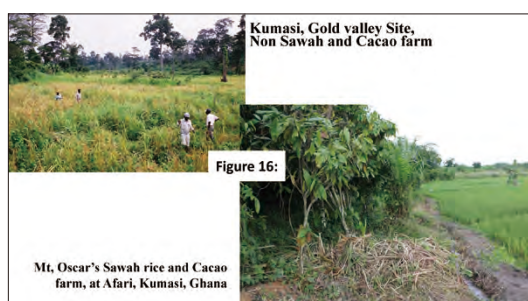 Kumasi, Gold valley Site,
Non Sawah and Cacao farm
Figure 16:
Mt, Oscar's Sawah rice and Cacao
farm, at Afari, Kumasi, Ghana